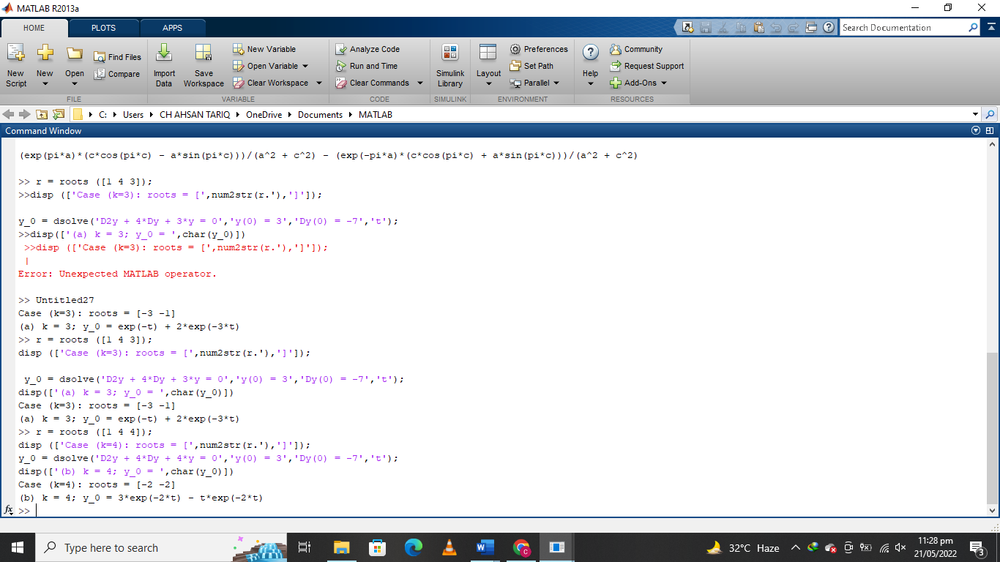 MATLAB R2013a
HOME PLOTS APPS
Search Documentation
New Script
New
Open
Find Files
Compare
Import Data
Save Workspace
New Variable
Open Variable
Clear Workspace
Analyze Code
Run and Time
Clear Commands
Simulink Library
Layout
Preferences
Set Path
Parallel
Help
Community
Request Support
Add-Ons
FILE VARIABLE CODE SIMULINK ENVIRONMENT RESOURCES
C: Users CH AHSAN TARIQ OneDrive Documents MATLAB
Command Window
(exp(pi*a)*(c*cos(pi*c) - a*sin(pi*c)))/(a^2 + c^2) - (exp(-pi*a)*(c*cos(pi*c) + a*sin(pi*c)))/(a^2 + c^2)
>> r = roots ([1 4 3]);
>>disp (['Case (k=3): roots = [',num2str(r.'),']']);
y_0 = dsolve('D2y + 4*Dy + 3*y = 0','y(0) = 3','Dy(0) = -7','t');
>>disp(['(a) k = 3; y_0 = ',char(y_0)])
>>disp (['Case (k=3): roots = [',num2str(r.'),']']);
|
Error: Unexpected MATLAB operator.
>> Untitled27
Case (k=3): roots = [-3 -1]
(a) k = 3; y_0 = exp(-t) + 2*exp(-3*t)
>> r = roots ([1 4 3]);
disp (['Case (k=3): roots = [',num2str(r.'),']']);
y_0 = dsolve('D2y + 4*Dy + 3*y = 0','y(0) = 3','Dy(0) = -7','t');
disp(['(a) k = 3; y_0 = ',char(y_0)])
Case (k=3): roots = [-3 -1]
(a) k = 3; y_0 = exp(-t) + 2*exp(-3*t)
>> r = roots ([1 4 4]);
disp (['Case (k=4): roots = [',num2str(r.'),']']);
y_0 = dsolve('D2y + 4*Dy + 4*y = 0','y(0) = 3','Dy(0) = -7','t');
disp(['(b) k = 4; y_0 = ',char(y_0)])
Case (k=4): roots = [-2 -2]
(b) k = 4; y_0 = 3*exp(-2*t) - t*exp(-2*t)
fx >>
Type here to search
32°C Haze
11:28 pm
21/05/2022
3